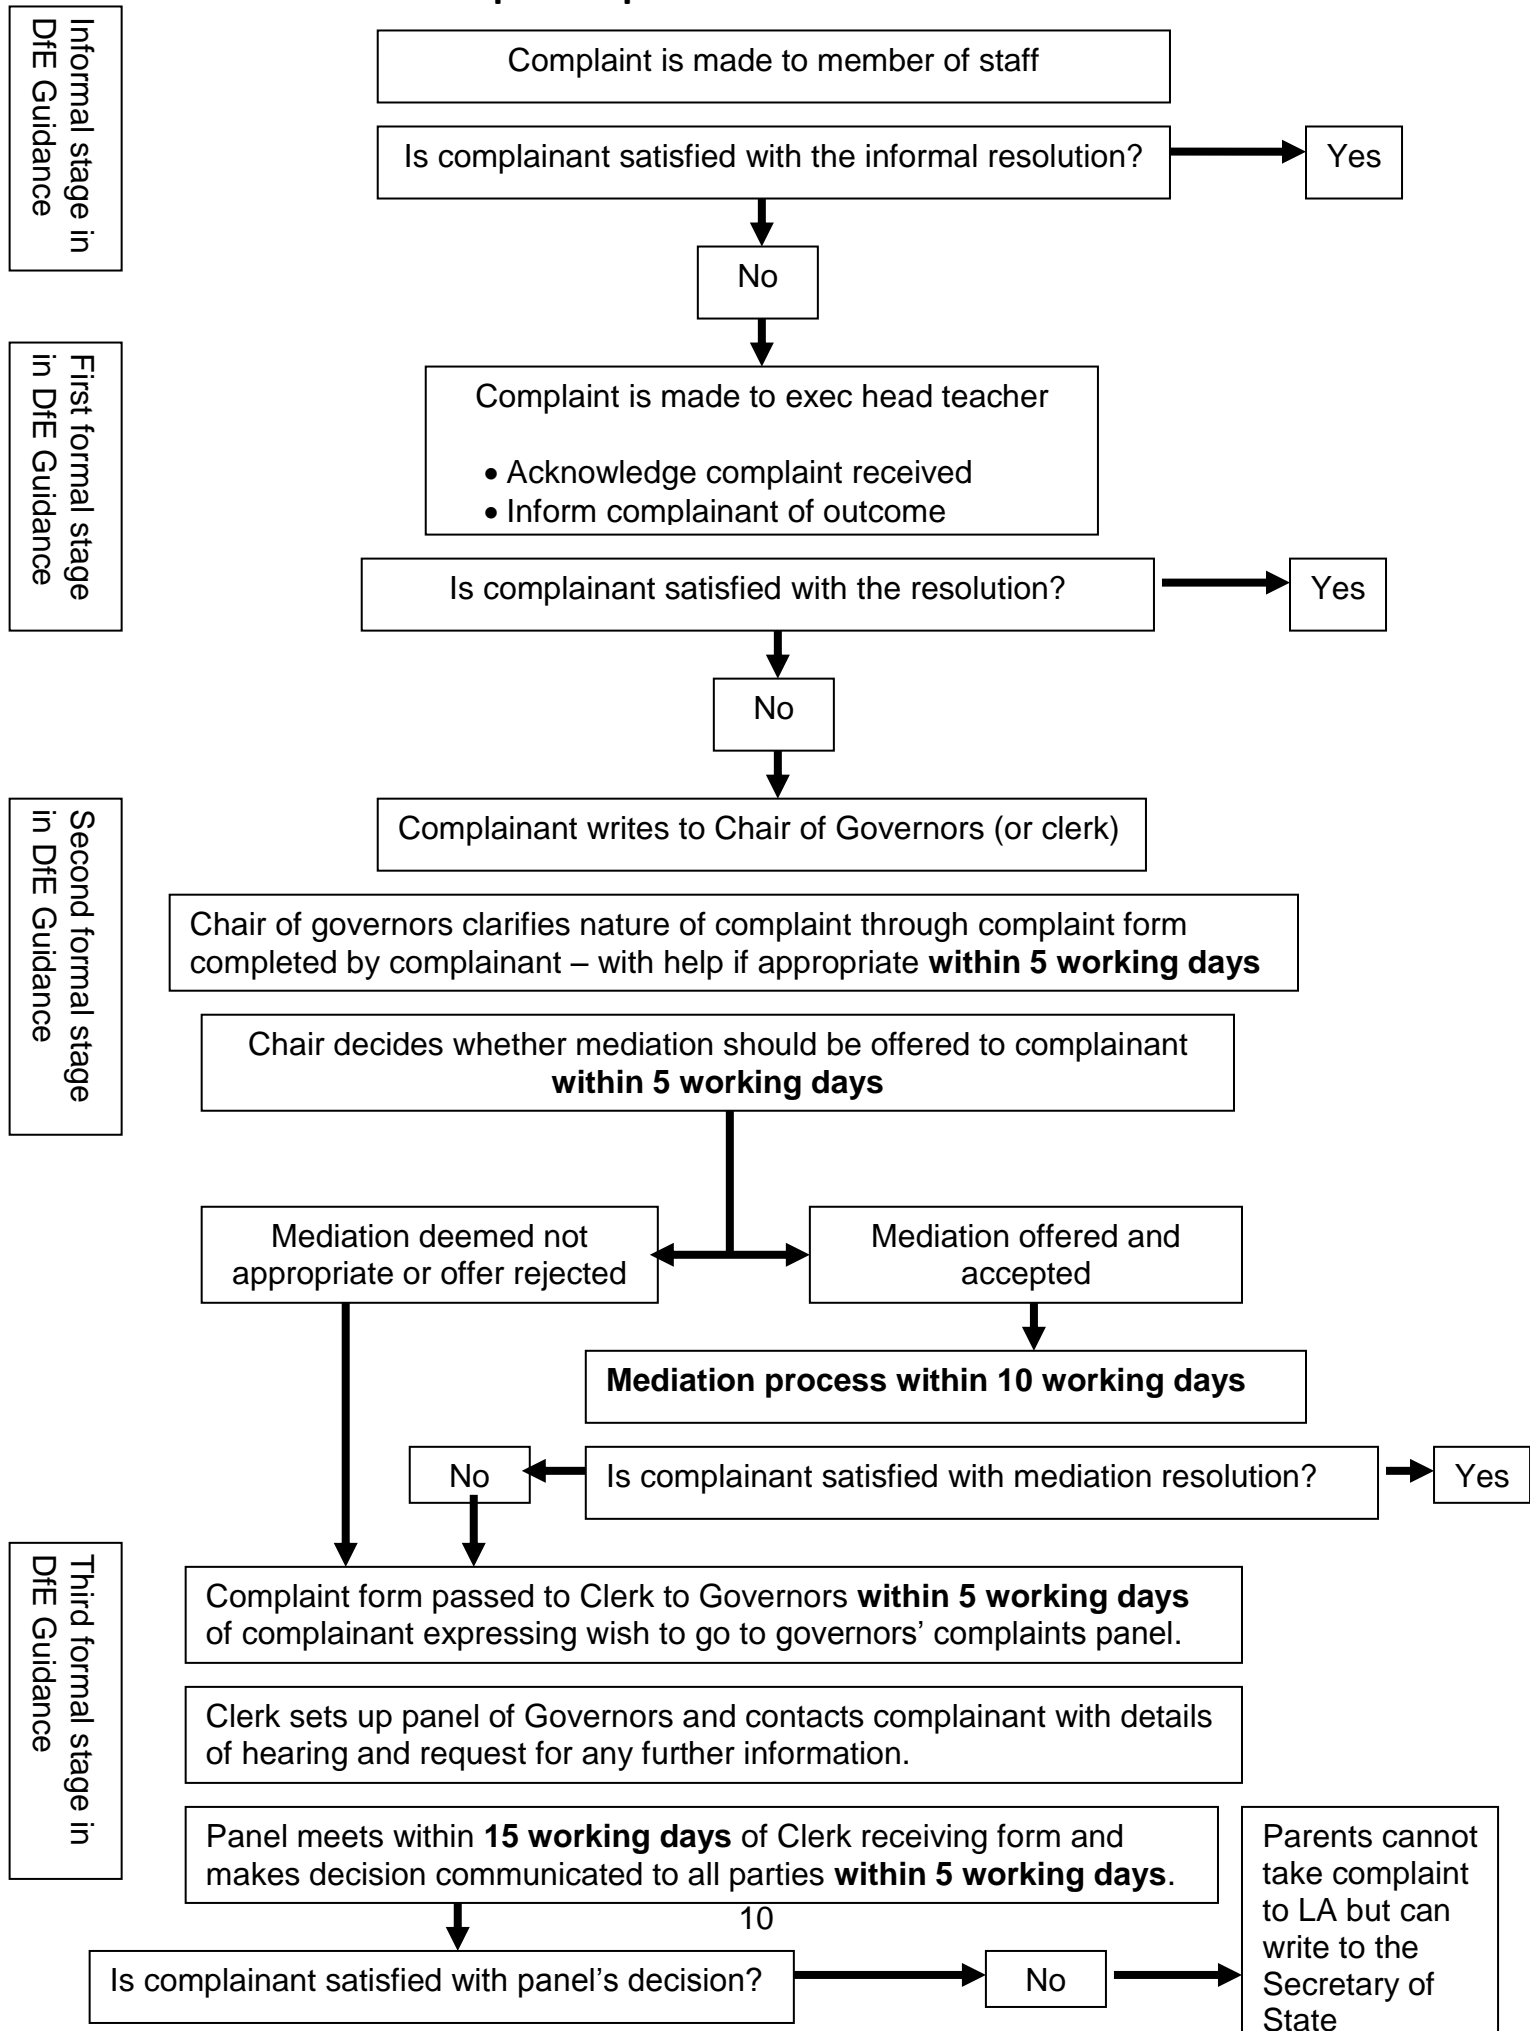 Informal stage in
DfE Guidance
Complaint is made to member of staff
Is complainant satisfied with the informal resolution?
Yes
No
First formal stage
in DfE Guidance
Complaint is made to exec head teacher
• Acknowledge complaint received
• Inform complainant of outcome
Is complainant satisfied with the resolution?
Yes
No
Second formal stage
in DfE Guidance
Complainant writes to Chair of Governors (or clerk)
Chair of governors clarifies nature of complaint through complaint form
completed by complainant – with help if appropriate within 5 working days
Chair decides whether mediation should be offered to complainant
within 5 working days
Mediation deemed not
appropriate or offer rejected
Mediation offered and
accepted
Mediation process within 10 working days
No
Is complainant satisfied with mediation resolution?
Yes
Third formal stage in
DfE Guidance
Complaint form passed to Clerk to Governors within 5 working days
of complainant expressing wish to go to governors’ complaints panel.
Clerk sets up panel of Governors and contacts complainant with details
of hearing and request for any further information.
Panel meets within 15 working days of Clerk receiving form and
makes decision communicated to all parties within 5 working days.
10
Is complainant satisfied with panel’s decision?
No
Parents cannot
take complaint
to LA but can
write to the
Secretary of
State